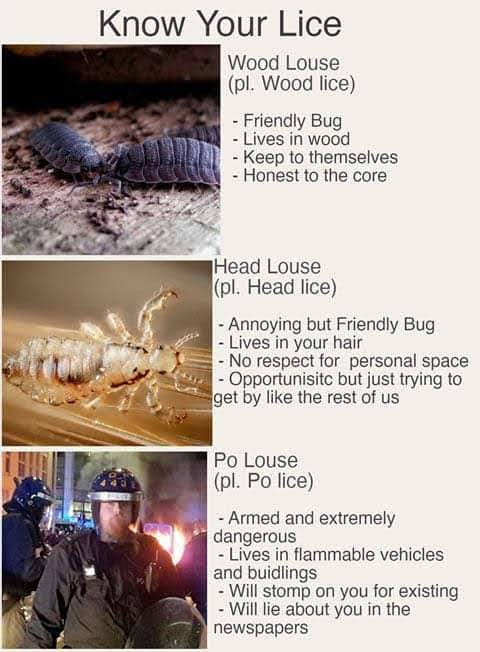 Know Your Lice
Wood Louse
(pl. Wood lice)
- Friendly Bug
- Lives in wood
- Keep to themselves
- Honest to the core
Head Louse
(pl. Head lice)
- Annoying but Friendly Bug
- Lives in your hair
- No respect for personal space
- Opportunisitc but just trying to
get by like the rest of us
Po Louse
(pl. Po lice)
- Armed and extremely
dangerous
- Lives in flammable vehicles
and buidlings
- Will stomp on you for existing
- Will lie about you in the
newspapers